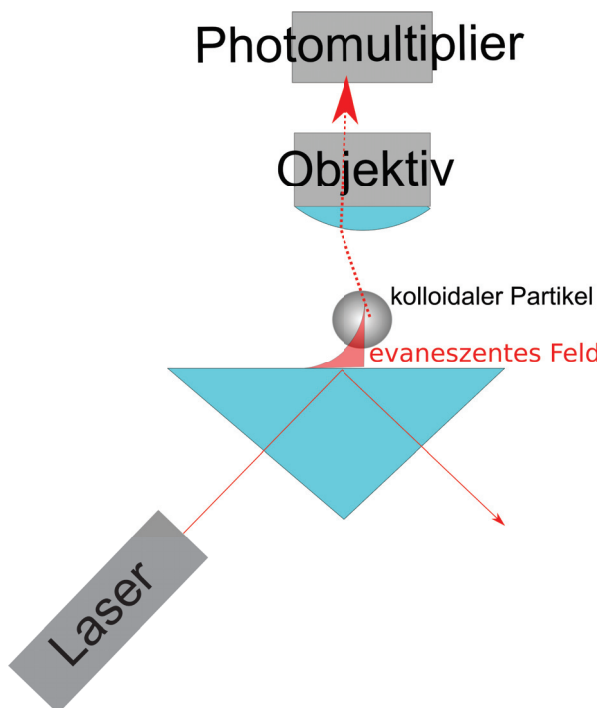 Photomultiplier
Objektiv
kolloidaler Partikel
evaneszentes Feld
Laser